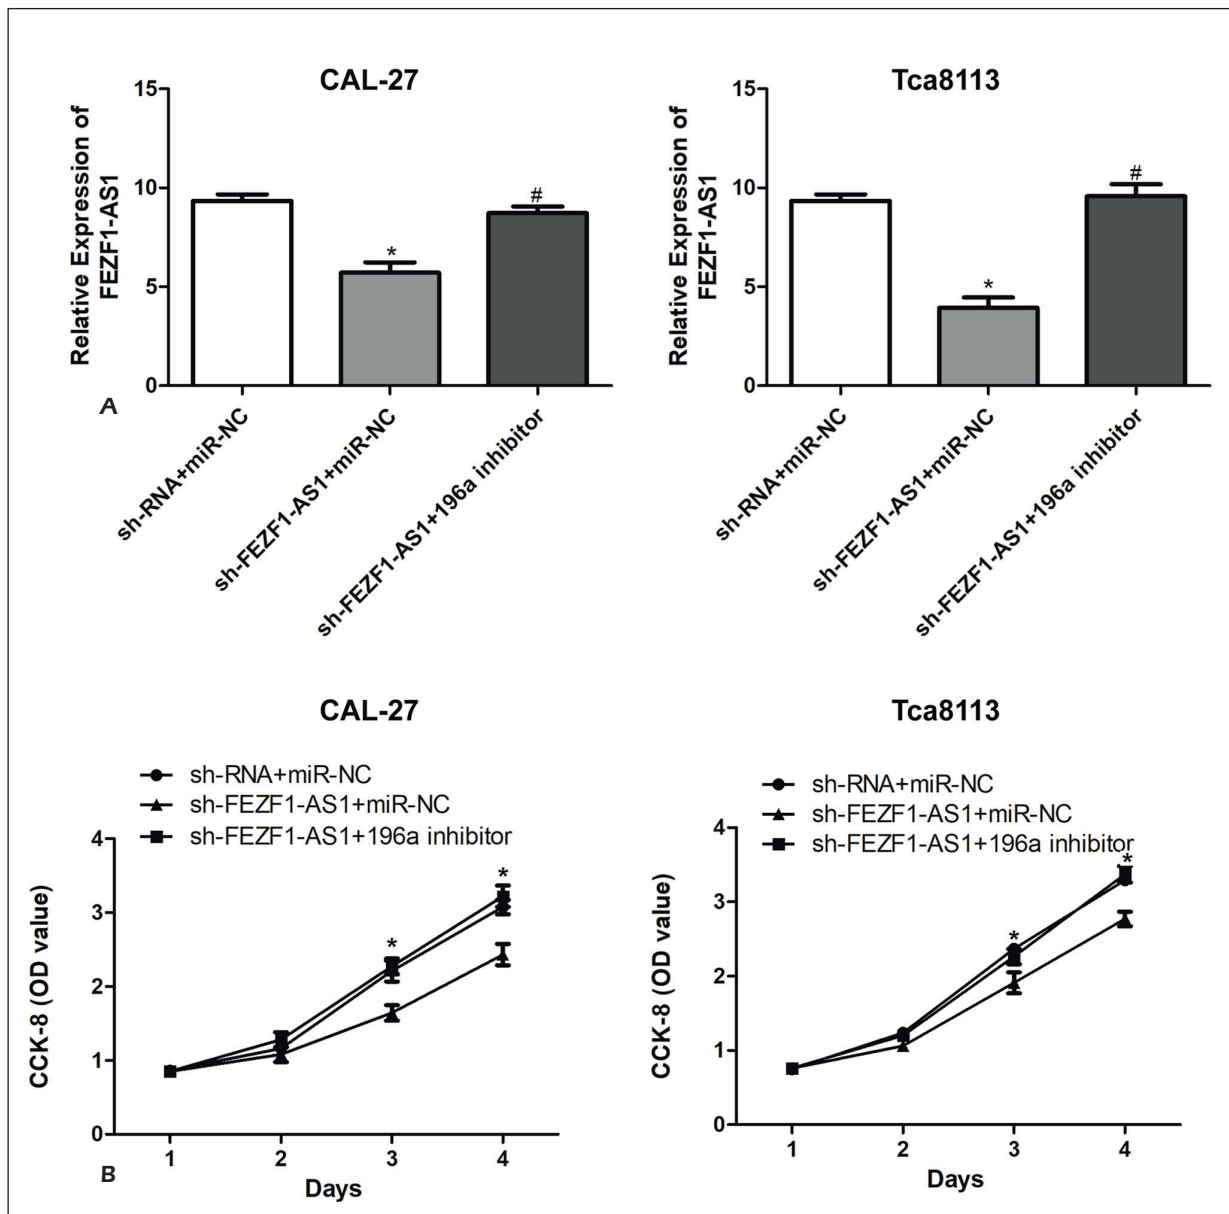 CAL-27
Relative Expression of
FEZF1-AS1
15
10
5
0
*
#
A
sh-RNA+miR-NC
sh-FEZF1-AS1+miR-NC
sh-FEZF1-AS1+196a inhibitor
Tca8113
Relative Expression of
FEZF1-AS1
15
10
5
0
*
#
sh-RNA+miR-NC
sh-FEZF1-AS1+miR-NC
sh-FEZF1-AS1+196a inhibitor
CAL-27
sh-RNA+miR-NC
sh-FEZF1-AS1+miR-NC
sh-FEZF1-AS1+196a inhibitor
CCK-8 (OD value)
4
3
2
1
0
*
*
1 2 3 4
Days
B
Tca8113
sh-RNA+miR-NC
sh-FEZF1-AS1+miR-NC
sh-FEZF1-AS1+196a inhibitor
CCK-8 (OD value)
4
3
2
1
0
*
*
1 2 3 4
Days